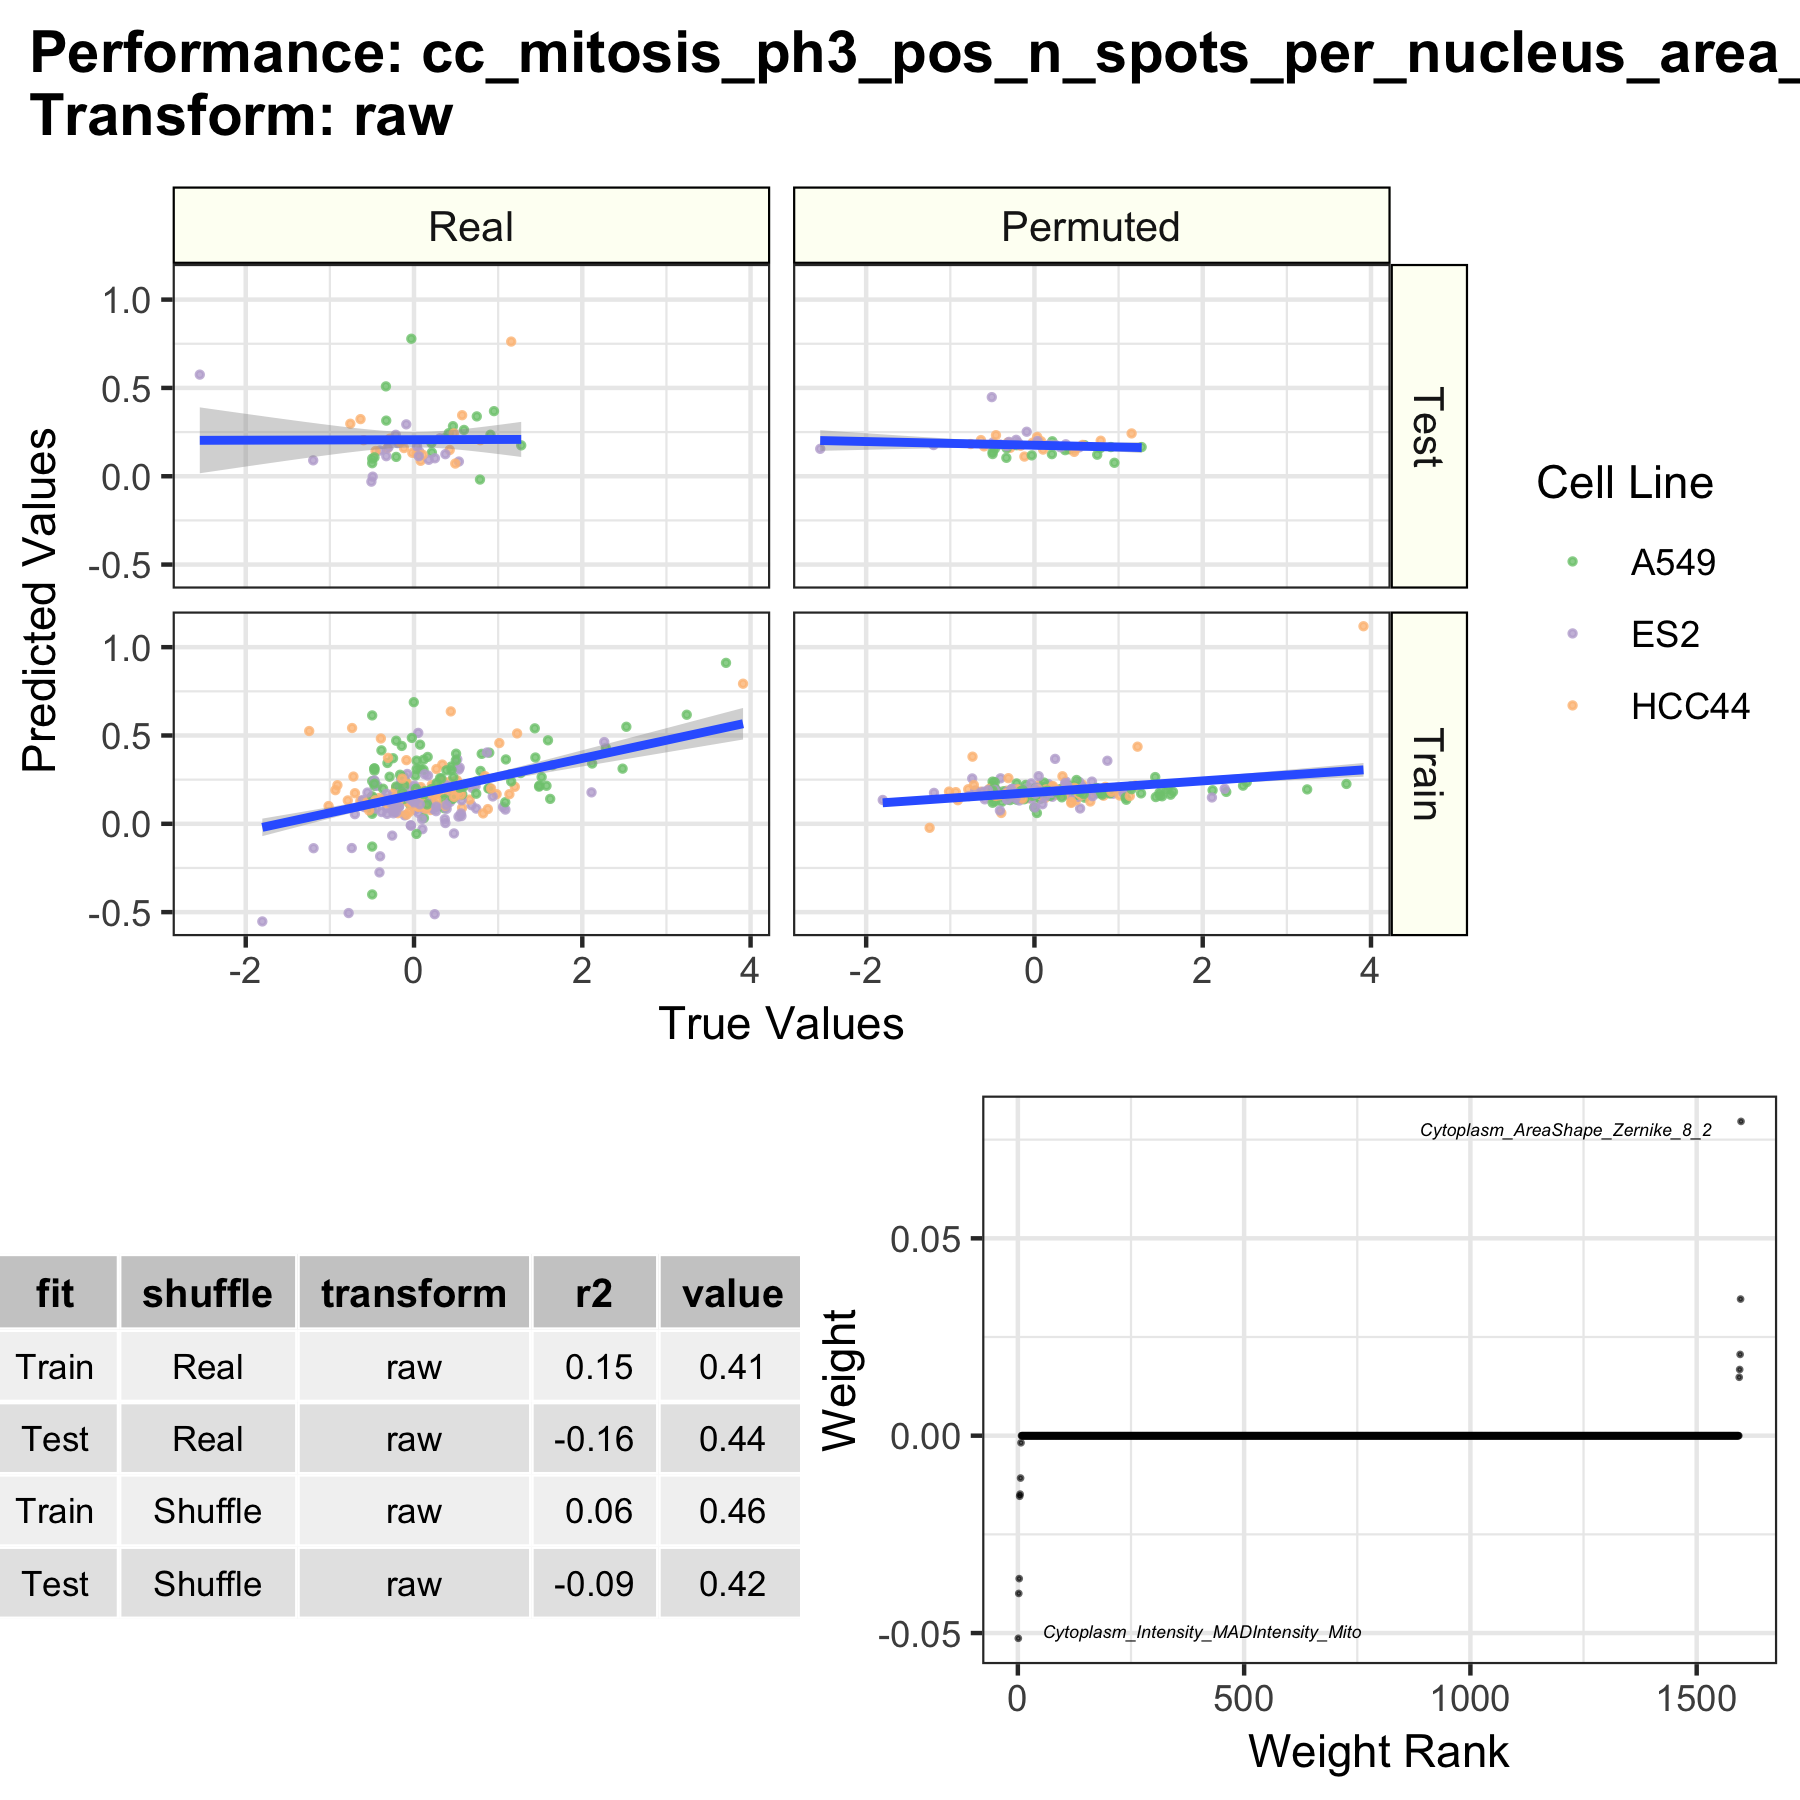 Performance: cc_mitosis_ph3_pos_n_spots_per_nucleus_area_
Transform: raw
Real
Permuted
1.0
0.5
0.0
-0.5
Test
1.0
0.5
0.0
-0.5
Train
Predicted Values
-2
0
2
4
-2
0
2
4
True Values
Cell Line
A549
ES2
HCC44
fit shuffle transform r2 value
Train Real raw 0.15 0.41
Test Real raw -0.16 0.44
Train Shuffle raw 0.06 0.46
Test Shuffle raw -0.09 0.42
Cytoplasm_AreaShape_Zernike_8_2
0.05
0.00
-0.05
Weight
Cytoplasm_Intensity_MADIntensity_Mito
0
500
1000
1500
Weight Rank